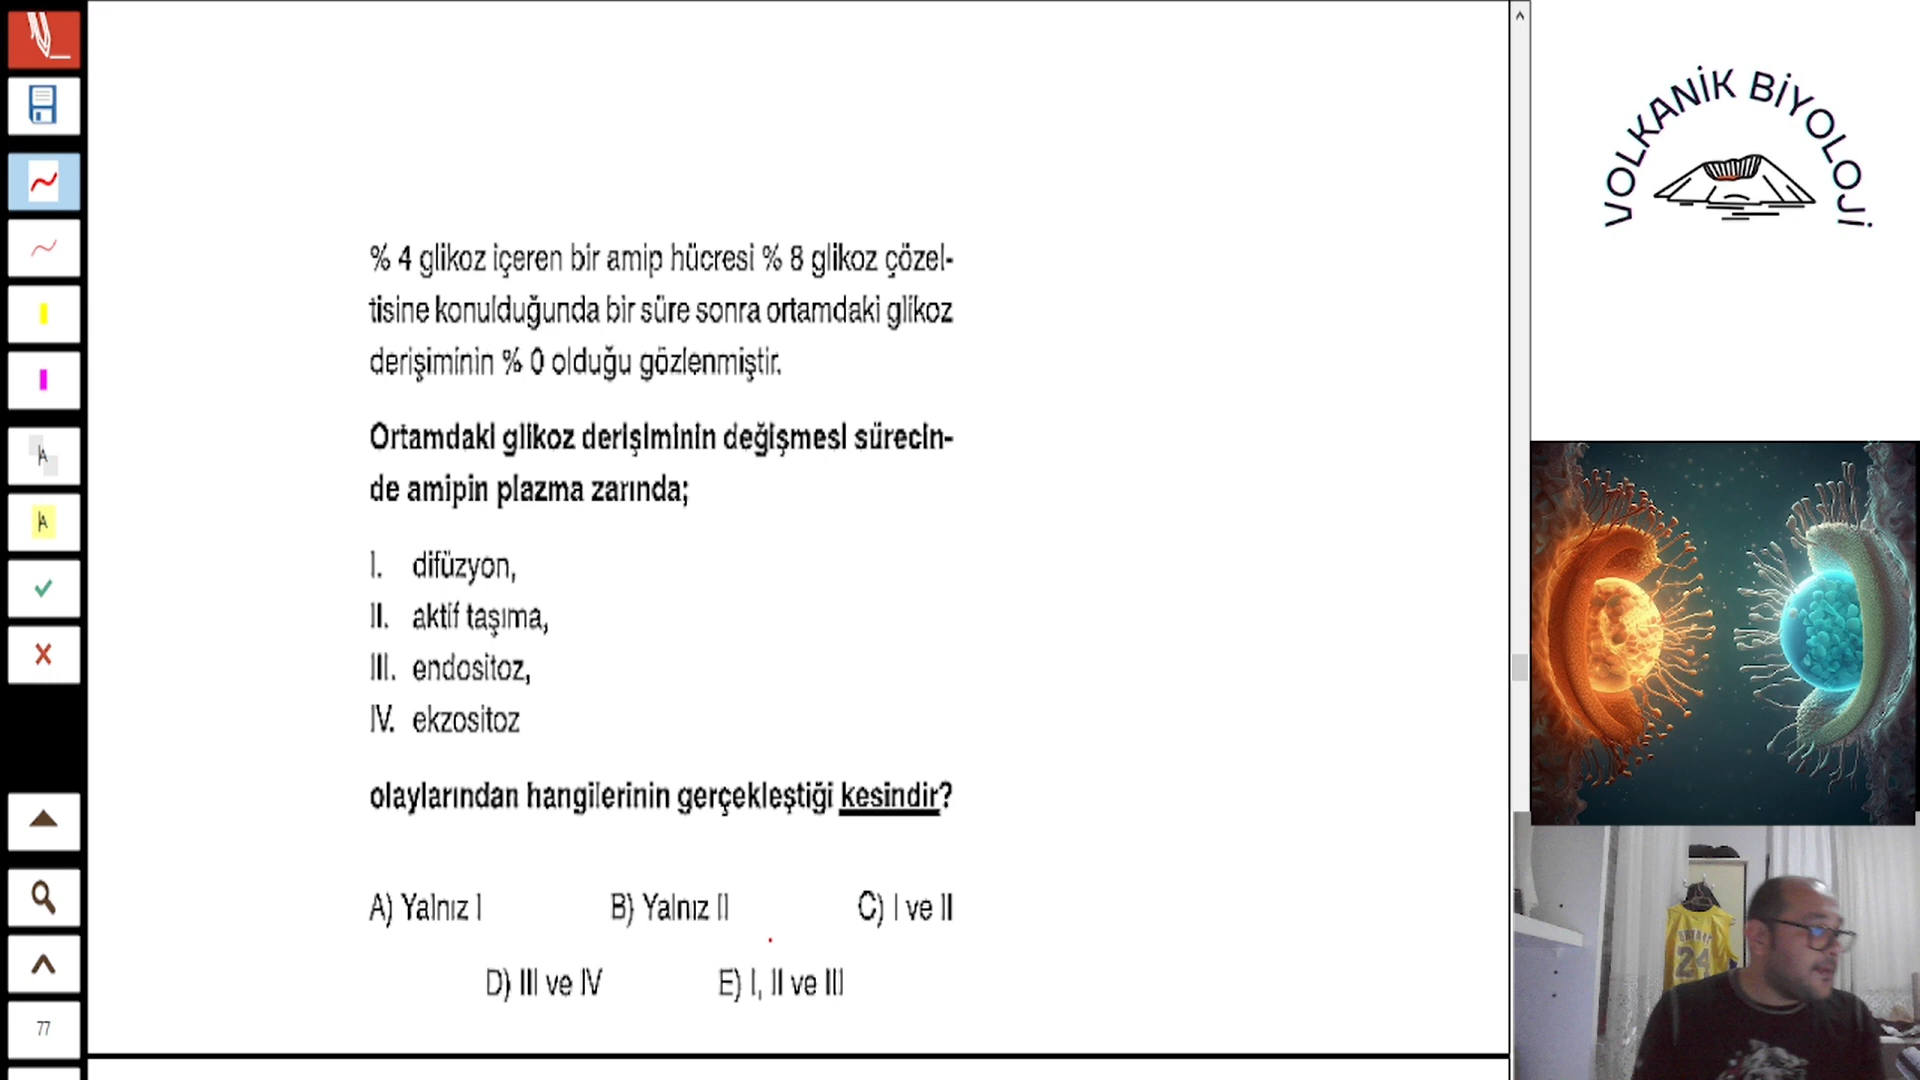 % 4 glikoz içeren bir amip hücresi % 8 glikoz çözel-
tisine konulduğunda bir süre sonra ortamdaki glikoz
derişiminin % 0 olduğu gözlenmiştir.
Ortamdaki glikoz derişiminin değişmesi sürecin-
de amipin plazma zarında;
I. difüzyon,
II. aktif taşıma,
III. endositoz,
IV. ekzositoz
olaylarından hangilerinin gerçekleştiği kesindir?
A) Yalnız I B) Yalnız II C) I ve II
D) III ve IV E) I, II ve III
VOLKANİK BİYOLOJİ
A
A
77
24